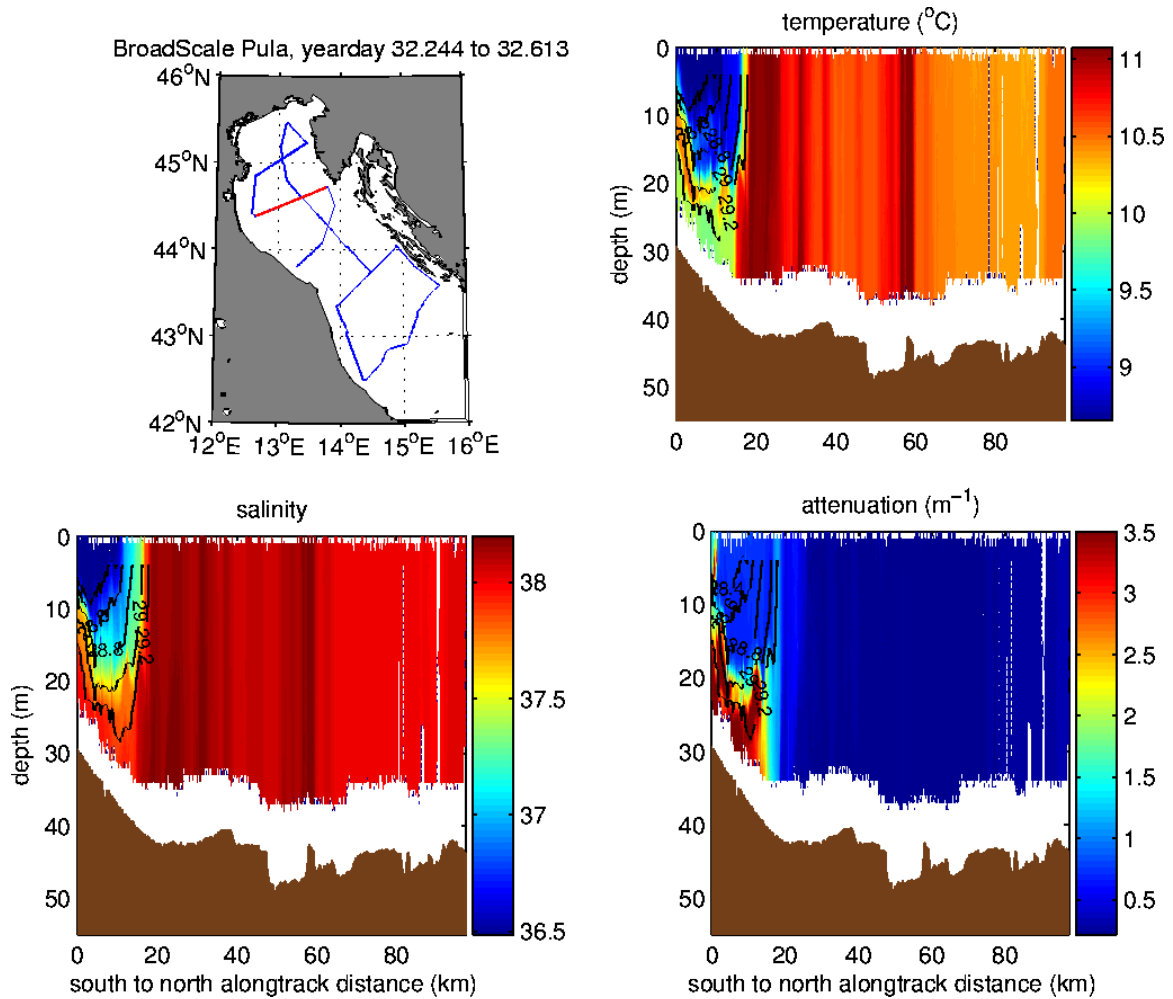 BroadScale Pula, yearday 32.244 to 32.613
46°N
45°N
44°N
43°N
42°N
12°E 13°E 14°E 15°E 16°E
temperature (°C)
0
10
20
30
40
50
depth (m)
0 20 40 60 80
28.8
29
29.2
11
10.5
10
9.5
9
salinity
0
10
20
30
40
50
depth (m)
0 20 40 60 80
south to north alongtrack distance (km)
28.8
29
29.2
38
37.5
37
36.5
attenuation (m⁻¹)
0
10
20
30
40
50
0 20 40 60 80
south to north alongtrack distance (km)
28.8
29
29.2
3.5
3
2.5
2
1.5
1
0.5